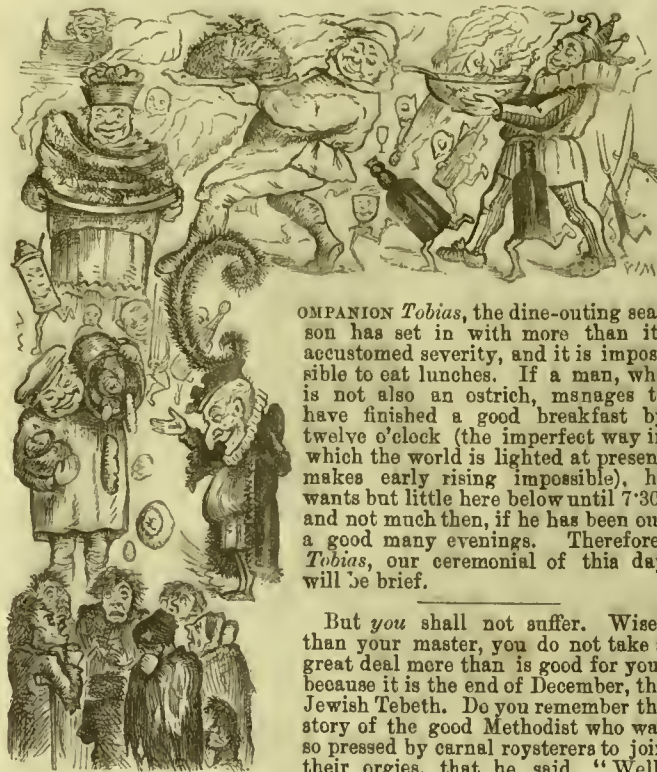 OMPANION Tobias, the dine-outing sea-
son has set in with more than it
accustomed severity, and it is impos
sible to eat lunches. If a man, wh
is not also an ostrich, manages t
have finished a good breakfast b
twelve o'clock (the imperfect way i
which the world is lighted at presen
makes early rising impossible), h
wants but little here below until 7·30
and not much then, if he has been ou
a good many evenings. Therefore
Tobias, our ceremonial of this da
will be brief.
But you shall not suffer. Wise
than your master, you do not take
great deal more than is good for you
because it is the end of December, th
Jewish Tebeth. Do you remember th
story of the good Methodist who wa
so pressed by carnal roysterers to joi
their orgies, that he said, "Well